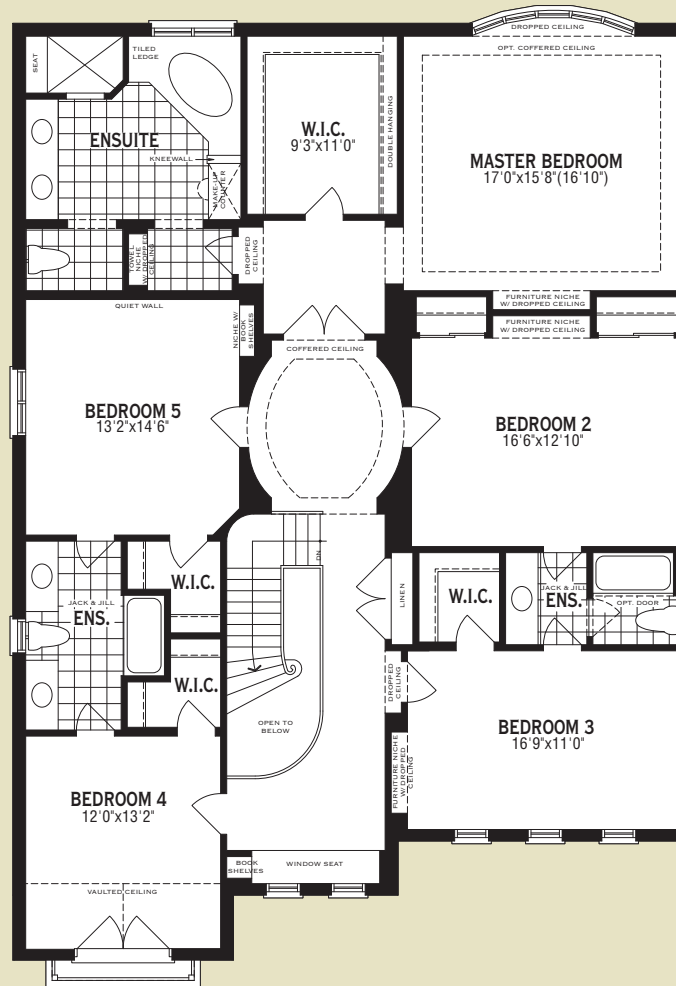 DROPPED CEILING
OPT. COFFERED CEILING
SEAT
TILED
LEDGE
ENSUITE
KNEEWALL
MAKE-UP
COUNTER
W.I.C.
9'3"x11'0"
DOUBLE HANGING
MASTER BEDROOM
17'0"x15'8"(16'10")
TOWEL
NICHE
W/ DROPPED
CEILING
DROPPED
CEILING
QUIET WALL
NICHE W/
BOOK
SHELVES
FURNITURE NICHE
W/ DROPPED CEILING
FURNITURE NICHE
W/ DROPPED CEILING
COFFERED CEILING
BEDROOM 5
13'2"x14'6"
BEDROOM 2
16'6"x12'10"
DN
W.I.C.
JACK & JILL
ENS.
LINEN
W.I.C.
JACK & JILL
ENS.
OPT. DOOR
W.I.C.
DROPPED
CEILING
OPEN TO
BELOW
BEDROOM 3
16'9"x11'0"
FURNITURE NICHE
W/ DROPPED
CEILING
BEDROOM 4
12'0"x13'2"
BOOK
SHELVES
WINDOW SEAT
VAULTED CEILING